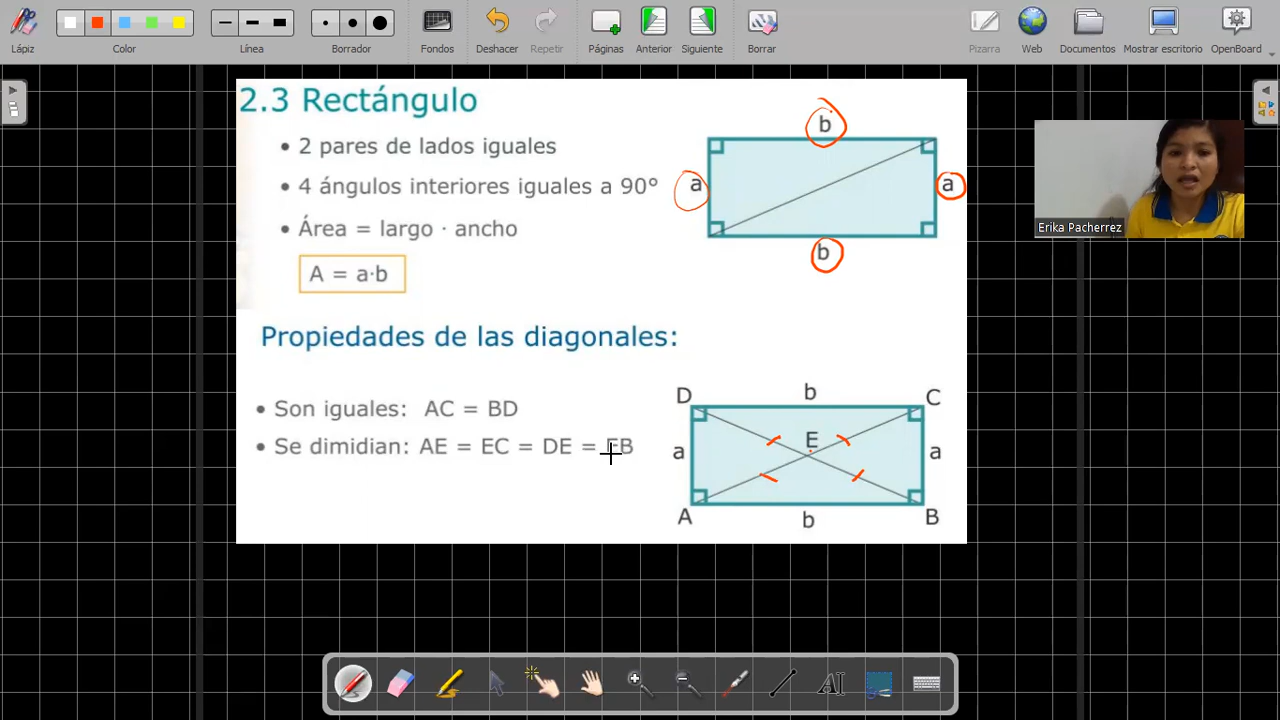 Lápiz
Color
Línea
Borrador
Fondos
Deshacer
Repetir
Páginas
Anterior
Siguiente
Borrar
Pizarra
Web
Documentos
Mostrar escritorio
OpenBoard
2.3 Rectángulo
• 2 pares de lados iguales
• 4 ángulos interiores iguales a 90°
• Área = largo · ancho
A = a·b
b
a
a
b
Erika Pacherrez
Propiedades de las diagonales:
• Son iguales: AC = BD
• Se dimidian: AE = EC = DE = EB
D
b
C
E
a
a
A
b
B
AI